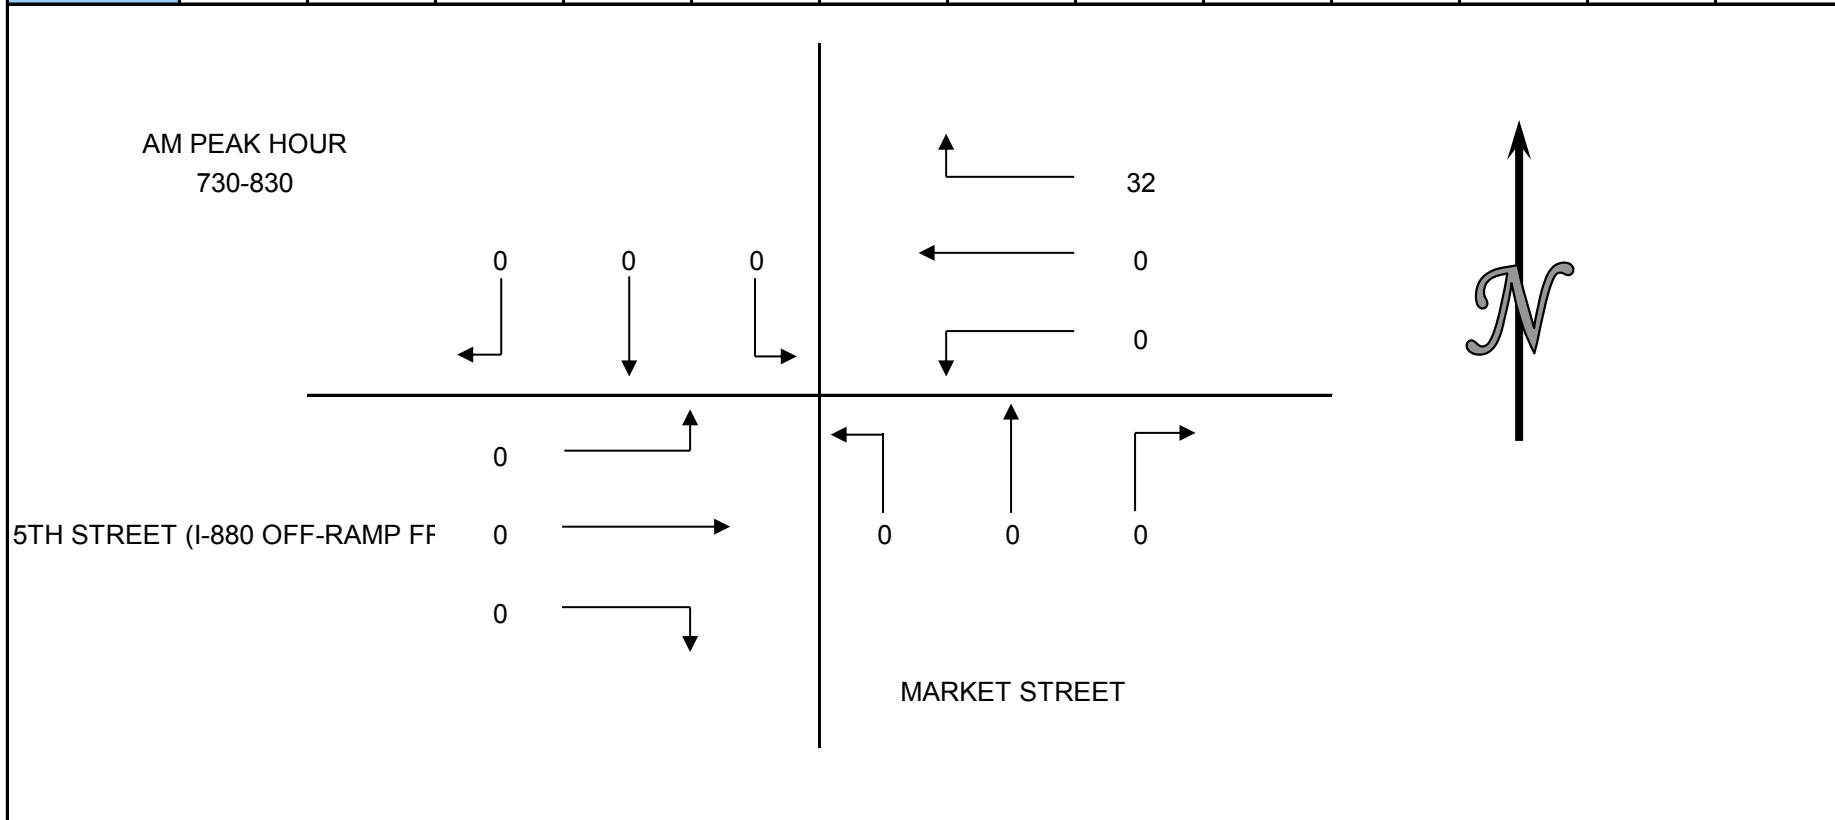 AM PEAK HOUR
730-830
32
0 0 0 0
0
0
5TH STREET (I-880 OFF-RAMP FF 0 0 0 0
0
MARKET STREET
N